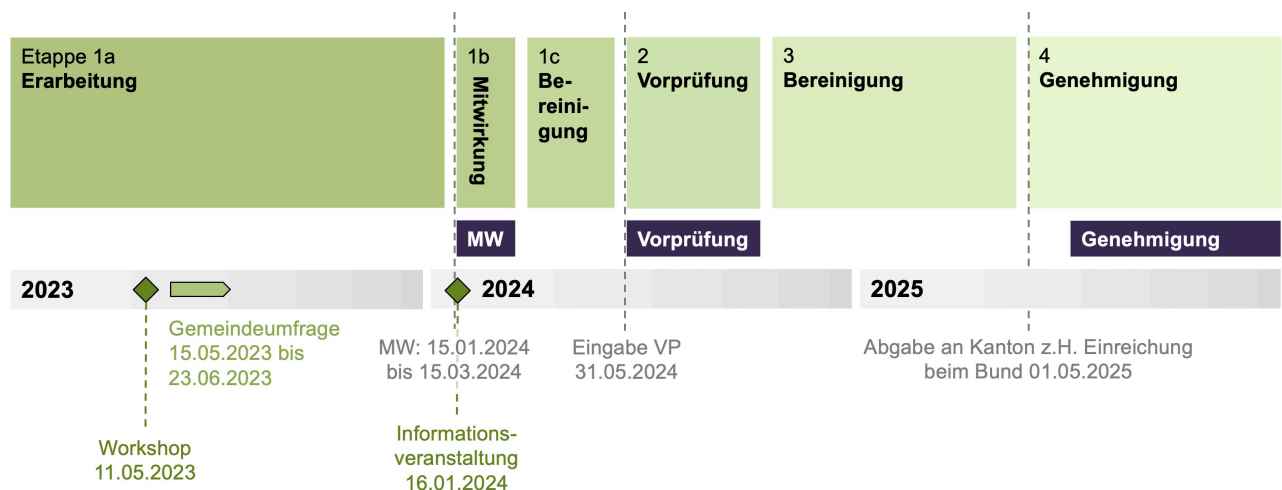 Etappe 1a
Erarbeitung
1b
Mitwirkung
1c
Be-
reini-
gung
2
Vorprüfung
3
Bereinigung
4
Genehmigung
MW
Vorprüfung
Genehmigung
2023
2024
2025
Gemeindeumfrage
15.05.2023 bis
23.06.2023
MW: 15.01.2024
bis 15.03.2024
Eingabe VP
31.05.2024
Abgabe an Kanton z.H. Einreichung
beim Bund 01.05.2025
Workshop
11.05.2023
Informations-
veranstaltung
16.01.2024